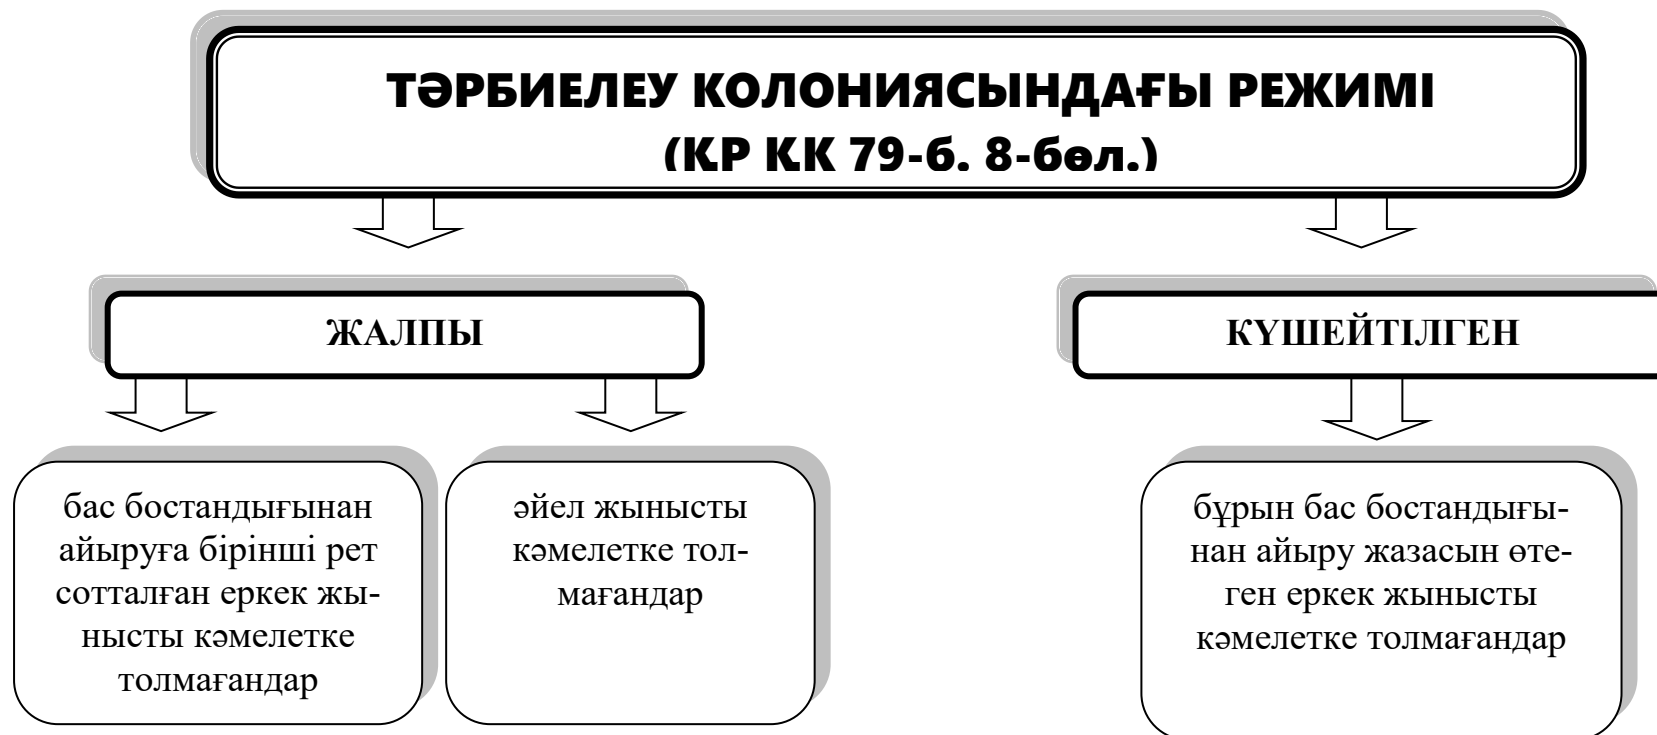 ТӘРБИЕЛЕУ КОЛОНИЯСЫНДАҒЫ РЕЖИМІ
(ҚР ҚК 79-б. 8-бөл.)
ЖАЛПЫ
КҮШЕЙТІЛГЕН
бас бостандығынан
айыруға бірінші рет
сотталған еркек жы-
нысты кәмелетке
толмағандар
әйел жынысты
кәмелетке тол-
мағандар
бұрын бас бостандығы-
нан айыру жазасын өте-
ген еркек жынысты
кәмелетке толмағандар